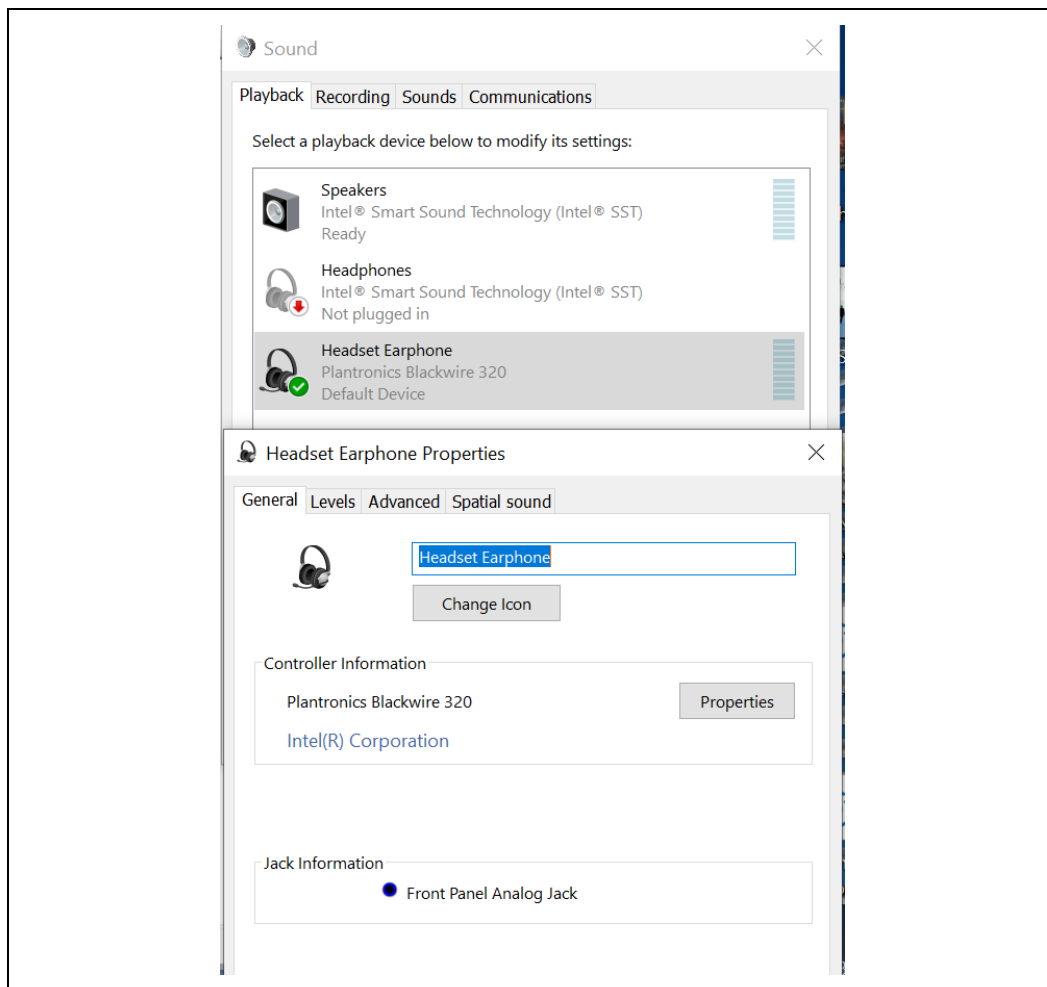 Sound
Playback Recording Sounds Communications
Select a playback device below to modify its settings:
Speakers
Intel® Smart Sound Technology (Intel® SST)
Ready
Headphones
Intel® Smart Sound Technology (Intel® SST)
Not plugged in
Headset Earphone
Plantronics Blackwire 320
Default Device
Headset Earphone Properties
General Levels Advanced Spatial sound
Headset Earphone
Change Icon
Controller Information
Plantronics Blackwire 320 Properties
Intel(R) Corporation
Jack Information
Front Panel Analog Jack